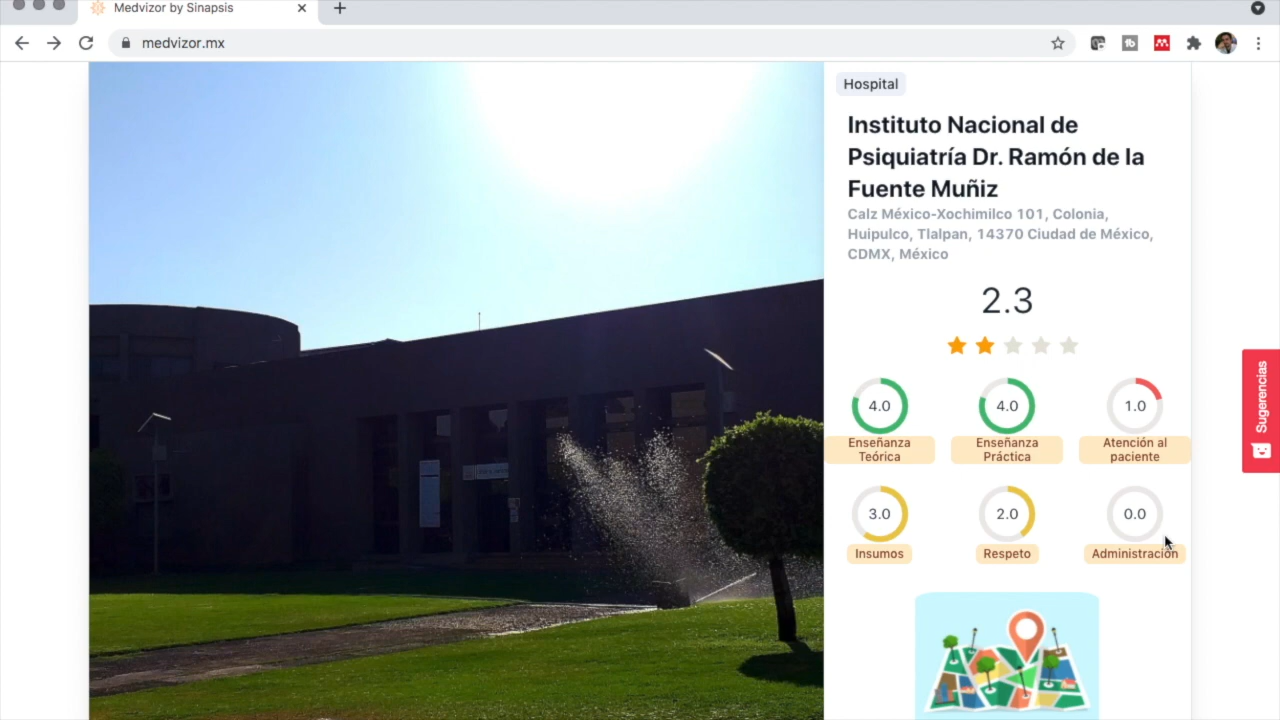 Medvizor by Sinapsis
medvizor.mx
Hospital
Instituto Nacional de
Psiquiatría Dr. Ramón de la
Fuente Muñiz
Calz México-Xochimilco 101, Colonia,
Huipulco, Tlalpan, 14370 Ciudad de México,
CDMX, México
2.3
4.0
4.0
1.0
Enseñanza
Teórica
Enseñanza
Práctica
Atención al
paciente
3.0
2.0
0.0
Insumos
Respeto
Administración
Sugerencias